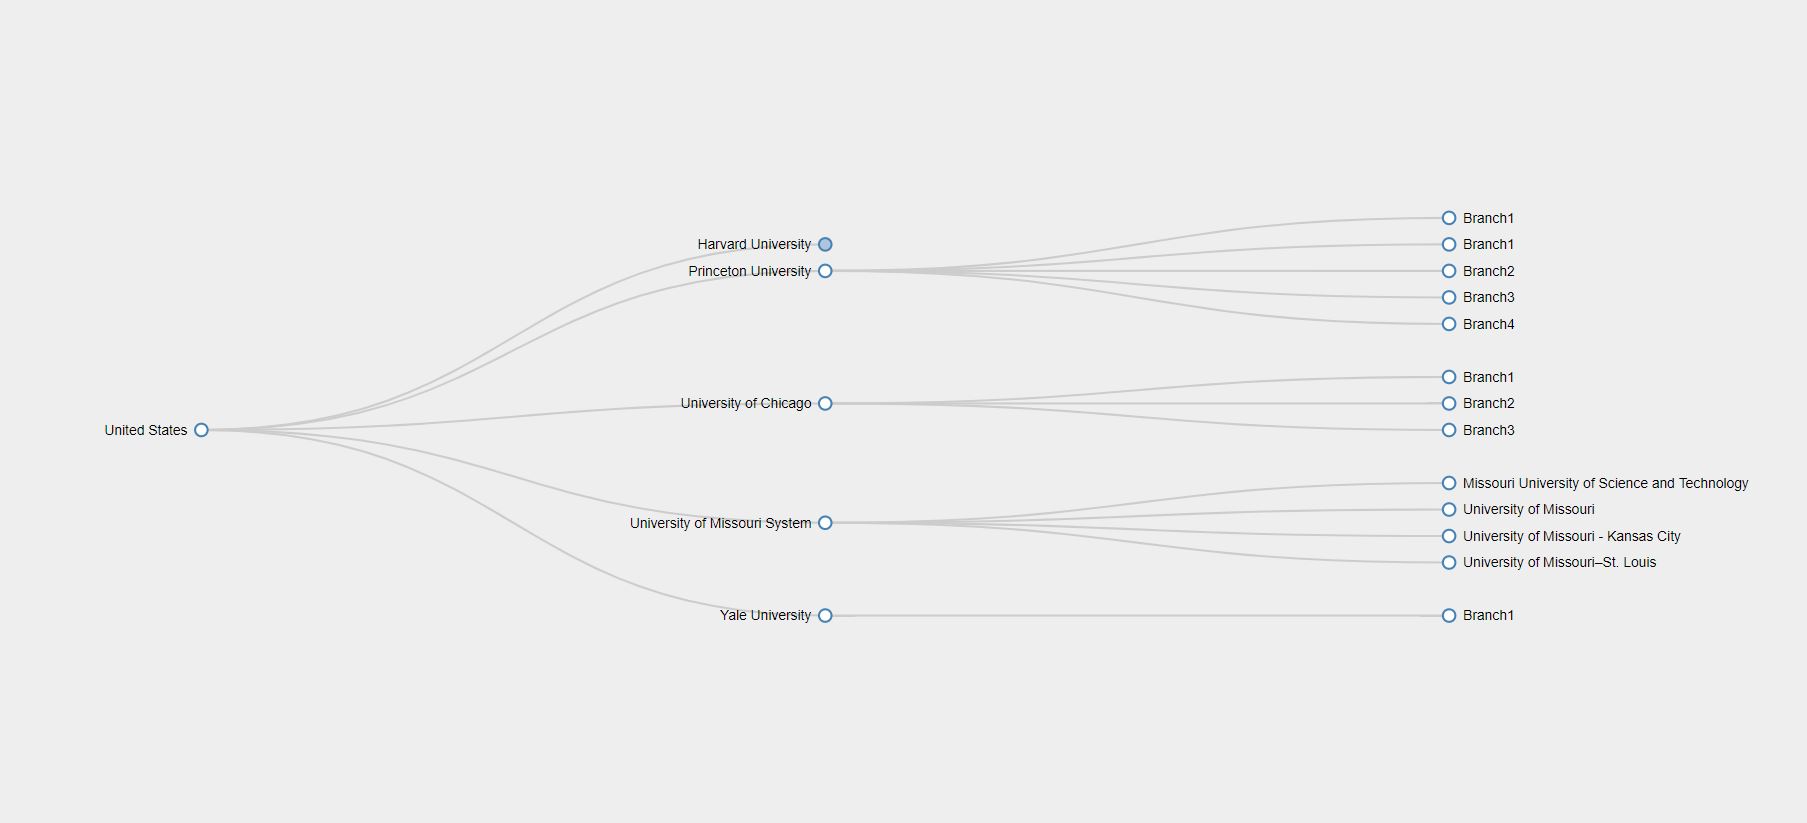 United States
Harvard University
Princeton University
Branch1
Branch1
Branch2
Branch3
Branch4
University of Chicago
Branch1
Branch2
Branch3
University of Missouri System
Missouri University of Science and Technology
University of Missouri
University of Missouri - Kansas City
University of Missouri–St. Louis
Yale University
Branch1